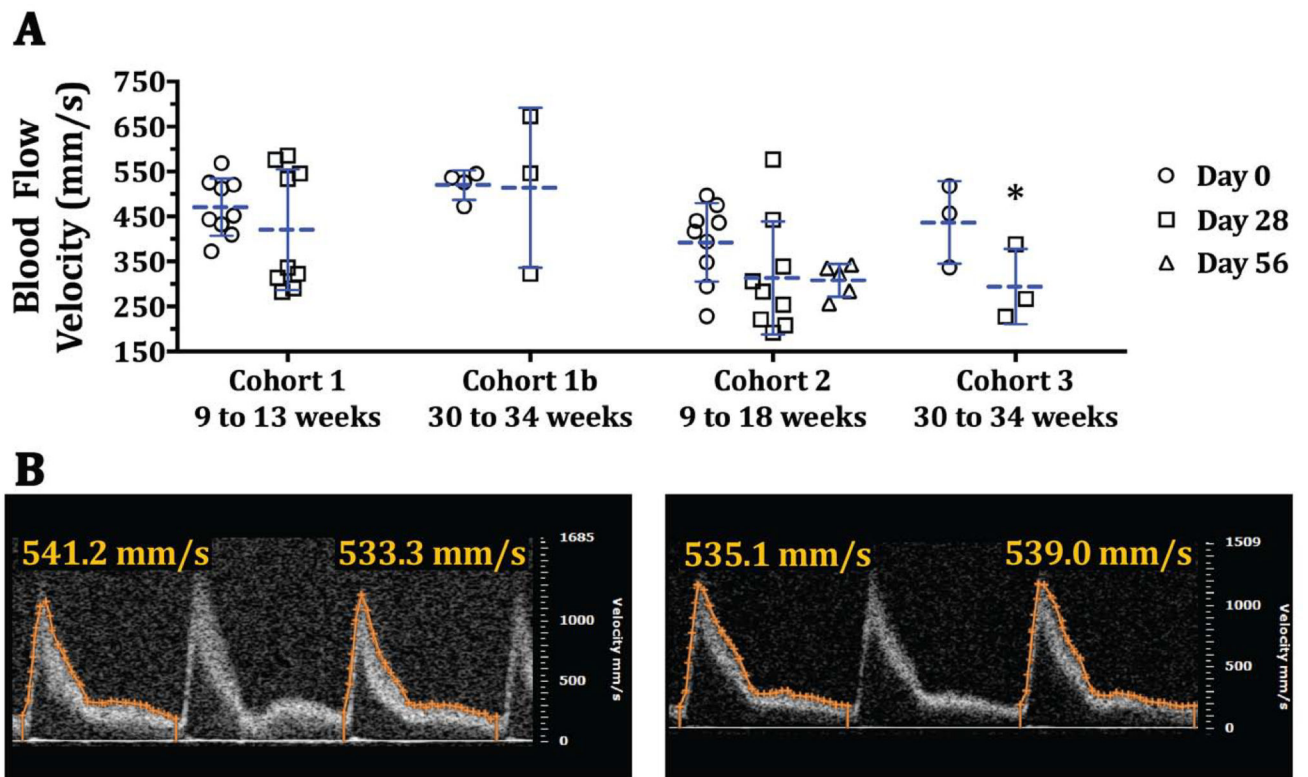 A
Blood Flow
Velocity (mm/s)
750
650
550
450
350
250
150
*
Day 0
Day 28
Day 56
Cohort 1
9 to 13 weeks
Cohort 1b
30 to 34 weeks
Cohort 2
9 to 18 weeks
Cohort 3
30 to 34 weeks
B
541.2 mm/s
533.3 mm/s
1685
1000
500
0
Velocity mm/s
535.1 mm/s
539.0 mm/s
1509
1000
500
0
Velocity mm/s